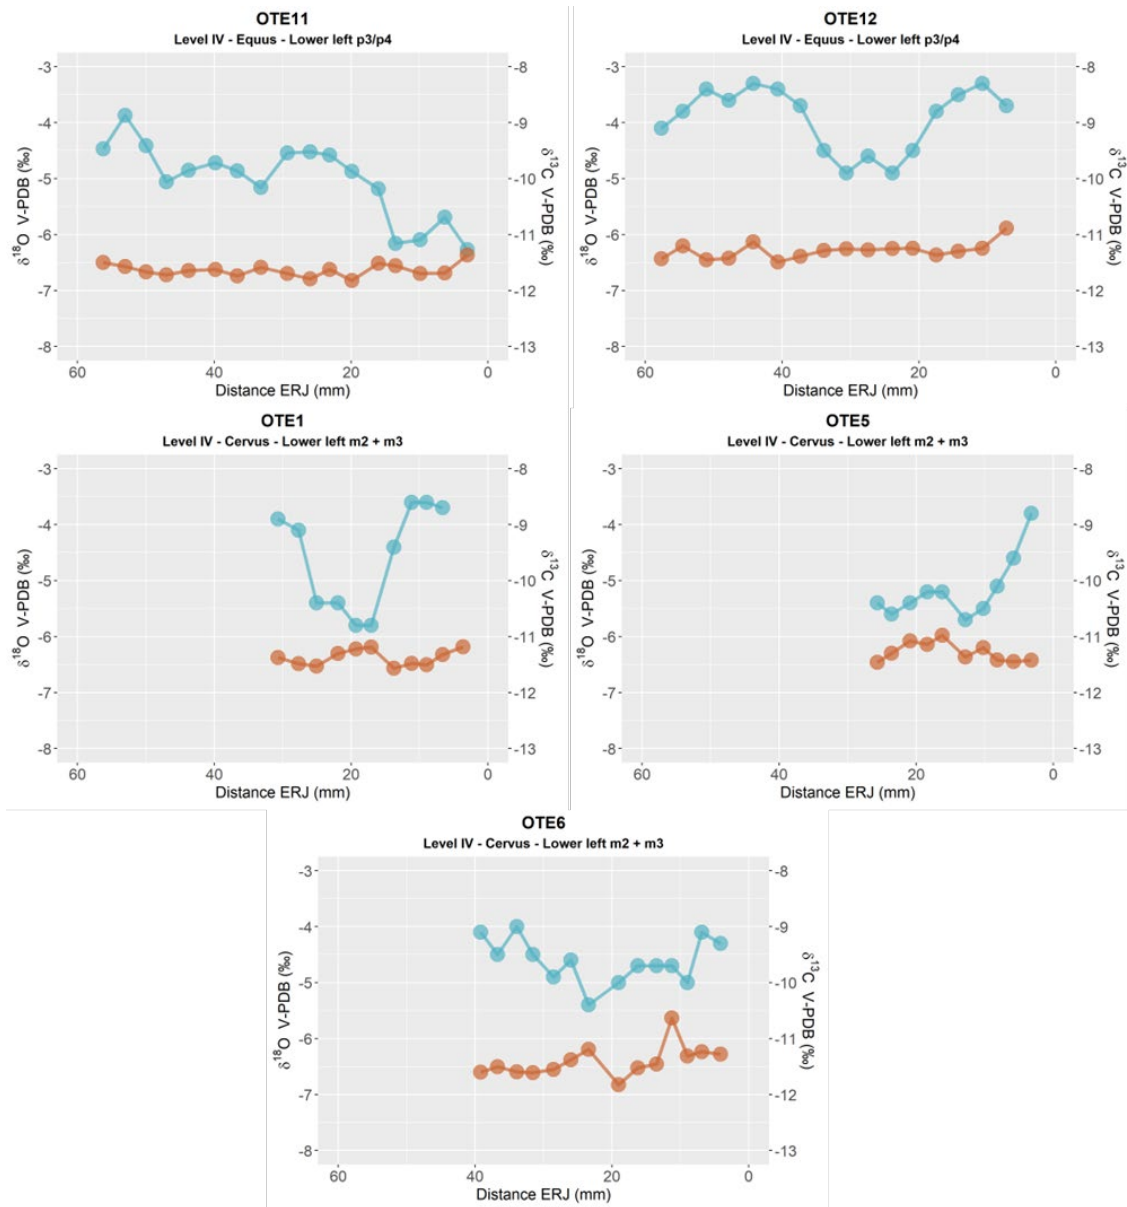 OTE11
Level IV - Equus - Lower left p3/p4
-3
-4
-5
-6
-7
-8
δ18O V-PDB (‰)
-8
-9
-10
-11
-12
-13
δ13C V-PDB (‰)
60 40 20 0
Distance ERJ (mm)
OTE12
Level IV - Equus - Lower left p3/p4
-3
-4
-5
-6
-7
-8
δ18O V-PDB (‰)
-8
-9
-10
-11
-12
-13
δ13C V-PDB (‰)
60 40 20 0
Distance ERJ (mm)
OTE1
Level IV - Cervus - Lower left m2 + m3
-3
-4
-5
-6
-7
-8
δ18O V-PDB (‰)
-8
-9
-10
-11
-12
-13
δ13C V-PDB (‰)
60 40 20 0
Distance ERJ (mm)
OTE5
Level IV - Cervus - Lower left m2 + m3
-3
-4
-5
-6
-7
-8
δ18O V-PDB (‰)
-8
-9
-10
-11
-12
-13
δ13C V-PDB (‰)
60 40 20 0
Distance ERJ (mm)
OTE6
Level IV - Cervus - Lower left m2 + m3
-3
-4
-5
-6
-7
-8
δ18O V-PDB (‰)
-8
-9
-10
-11
-12
-13
δ13C V-PDB (‰)
60 40 20 0
Distance ERJ (mm)